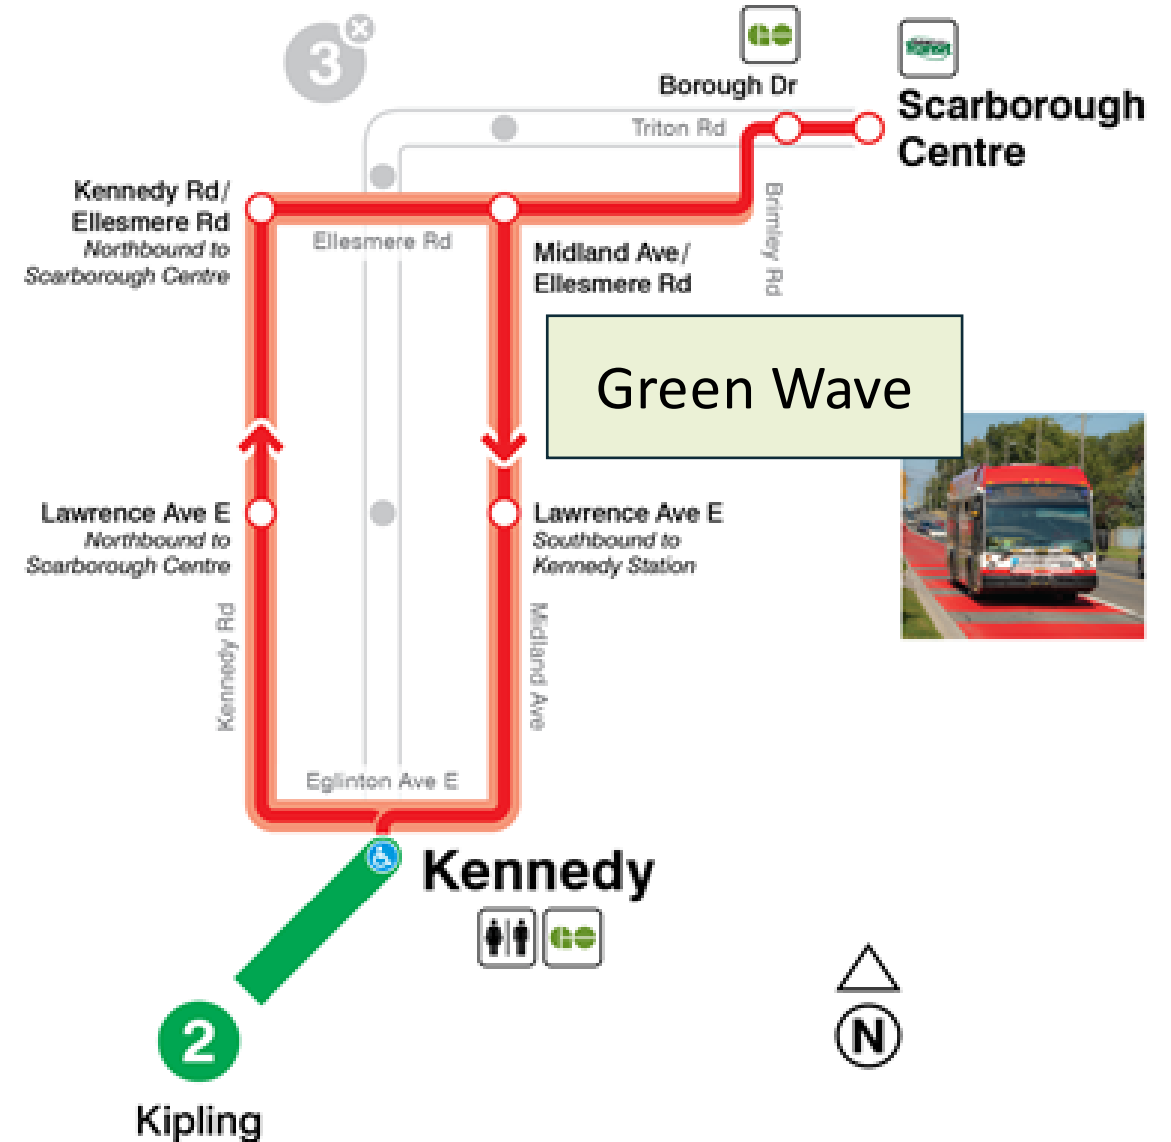 3
GO
Borough Dr
Scarborough
Centre
Triton Rd
Kennedy Rd/
Ellesmere Rd
Northbound to
Scarborough Centre
Ellesmere Rd
Brimley Rd
Midland Ave/
Ellesmere Rd
Green Wave
Lawrence Ave E
Northbound to
Scarborough Centre
Lawrence Ave E
Southbound to
Kennedy Station
Kennedy Rd
Midland Ave
Eglinton Ave E
Kennedy
GO
2
Kipling
N